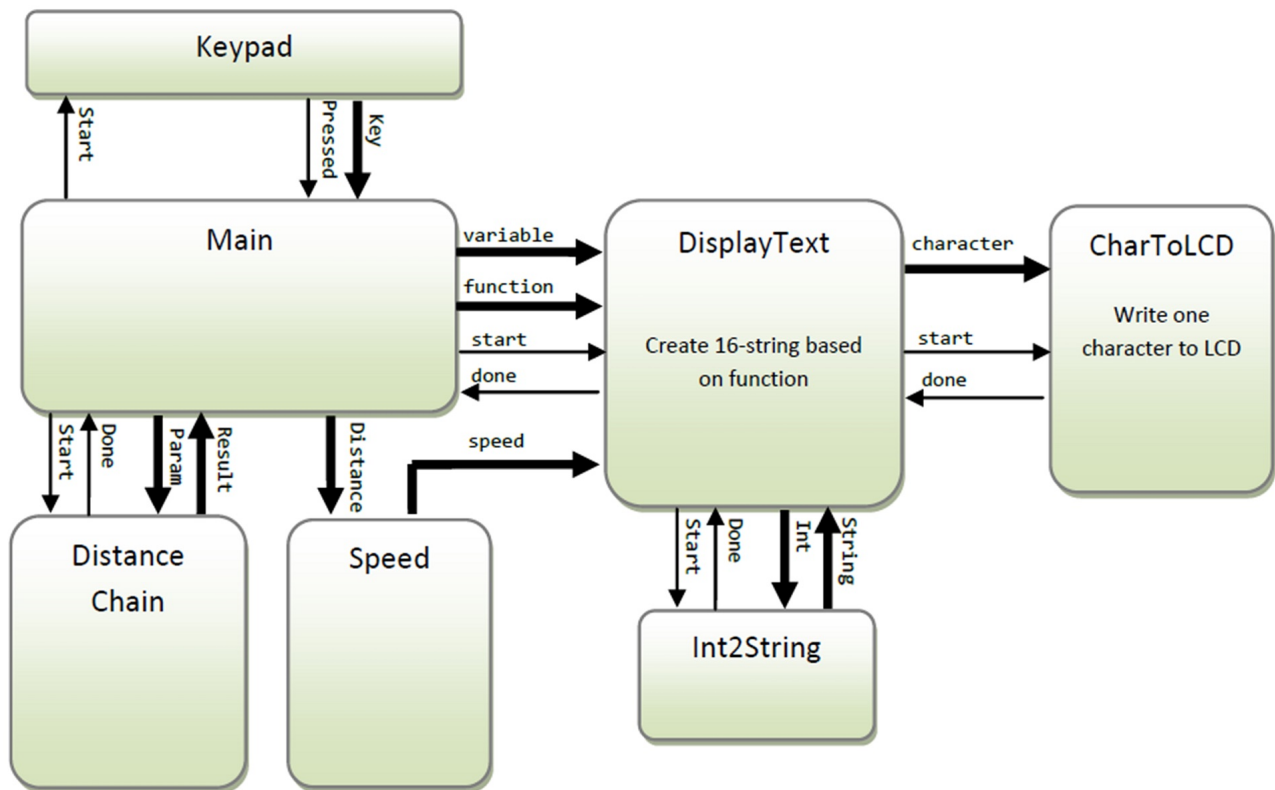 Keypad
Start
Pressed
Key
Main
variable
function
start
done
DisplayText
Create 16-string based
on function
character
start
done
CharToLCD
Write one
character to LCD
Start
Done
Param
Result
Distance
speed
Distance
Chain
Speed
Start
Done
Int
String
Int2String